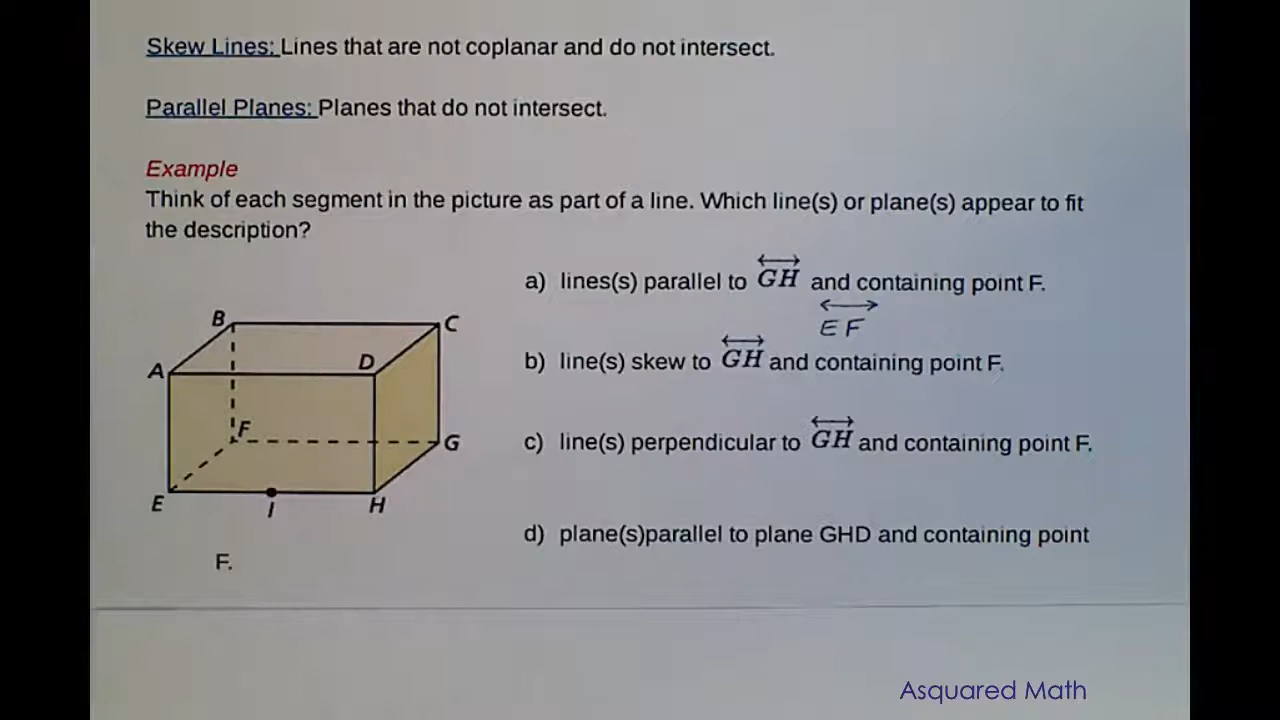 Skew Lines: Lines that are not coplanar and do not intersect.
Parallel Planes: Planes that do not intersect.
Example
Think of each segment in the picture as part of a line. Which line(s) or plane(s) appear to fit
the description?
a) lines(s) parallel to GH and containing point F.
EF
b) line(s) skew to GH and containing point F.
c) line(s) perpendicular to GH and containing point F.
d) plane(s)parallel to plane GHD and containing point
F.
B
C
A
D
F
G
E
I
H
Asquared Math